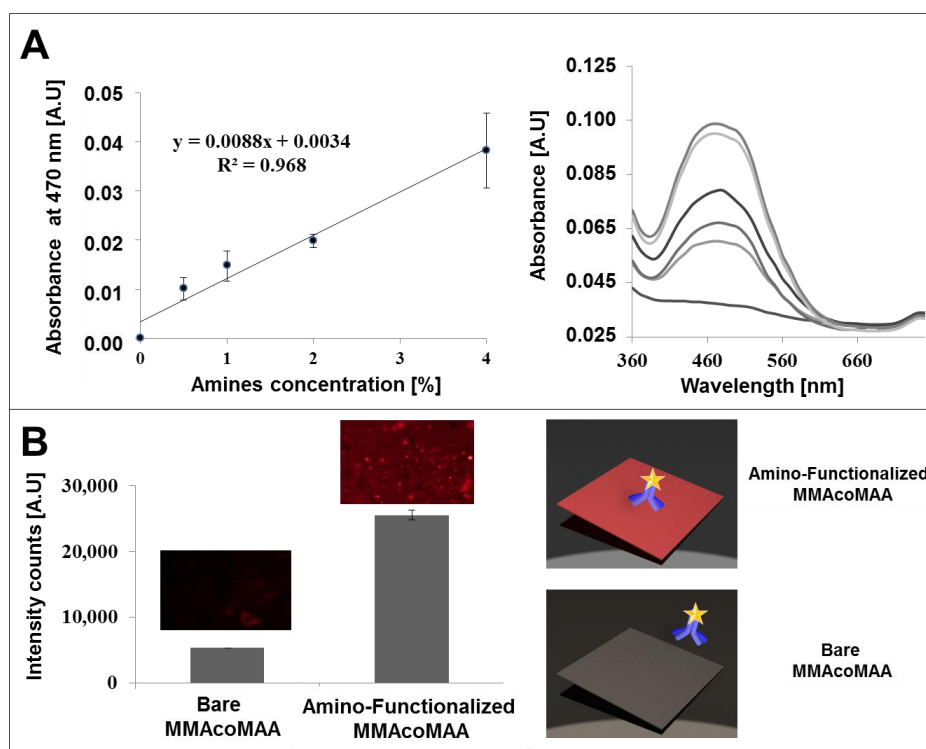 A
Absorbance at 470 nm [A.U]
0.05
0.04
0.03
0.02
0.01
0.00
y = 0.0088x + 0.0034
R² = 0.968
0
1
2
3
4
Amines concentration [%]
Absorbance [A.U]
0.125
0.100
0.085
0.065
0.045
0.025
360
460
560
660
Wavelength [nm]
B
Intensity counts [A.U]
30,000
20,000
10,000
0
Bare
MMAcoMAA
Amino-Functionalized
MMAcoMAA
Amino-Functionalized
MMAcoMAA
Bare
MMAcoMAA